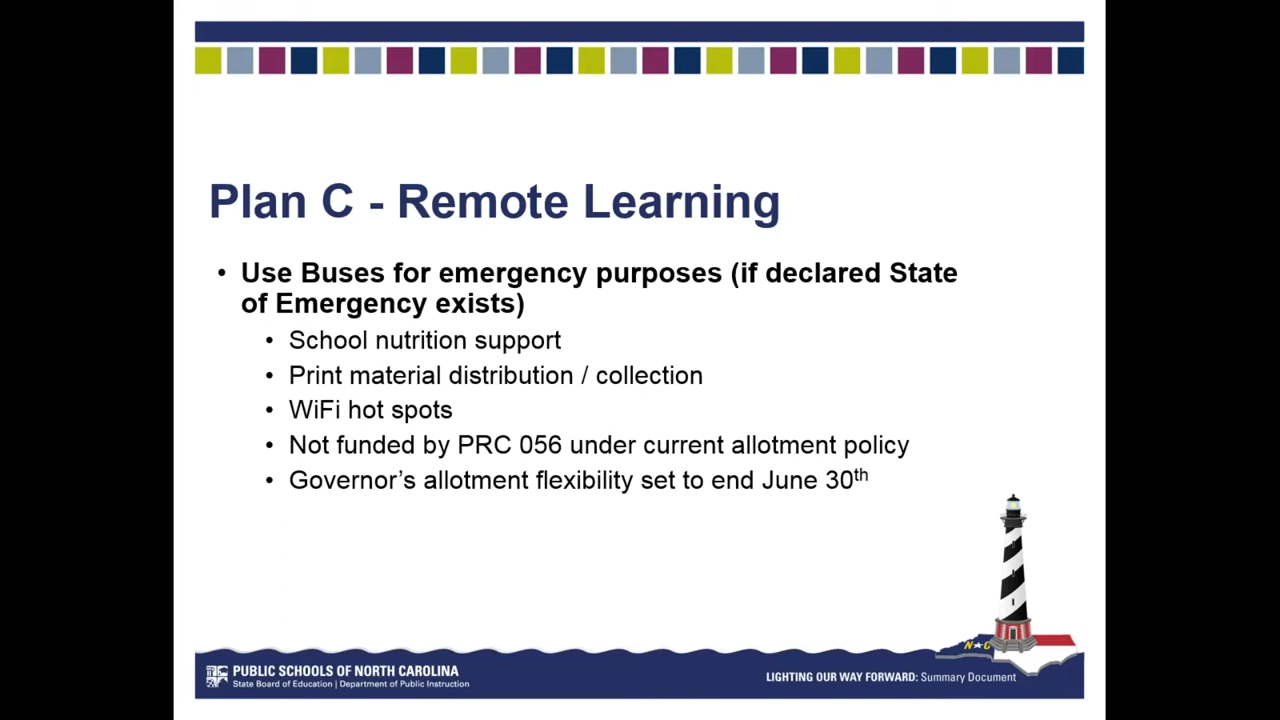 Plan C - Remote Learning
• Use Buses for emergency purposes (if declared State
of Emergency exists)
• School nutrition support
• Print material distribution / collection
• WiFi hot spots
• Not funded by PRC 056 under current allotment policy
• Governor’s allotment flexibility set to end June 30th
N★C
PUBLIC SCHOOLS OF NORTH CAROLINA
State Board of Education | Department of Public Instruction
LIGHTING OUR WAY FORWARD: Summary Document